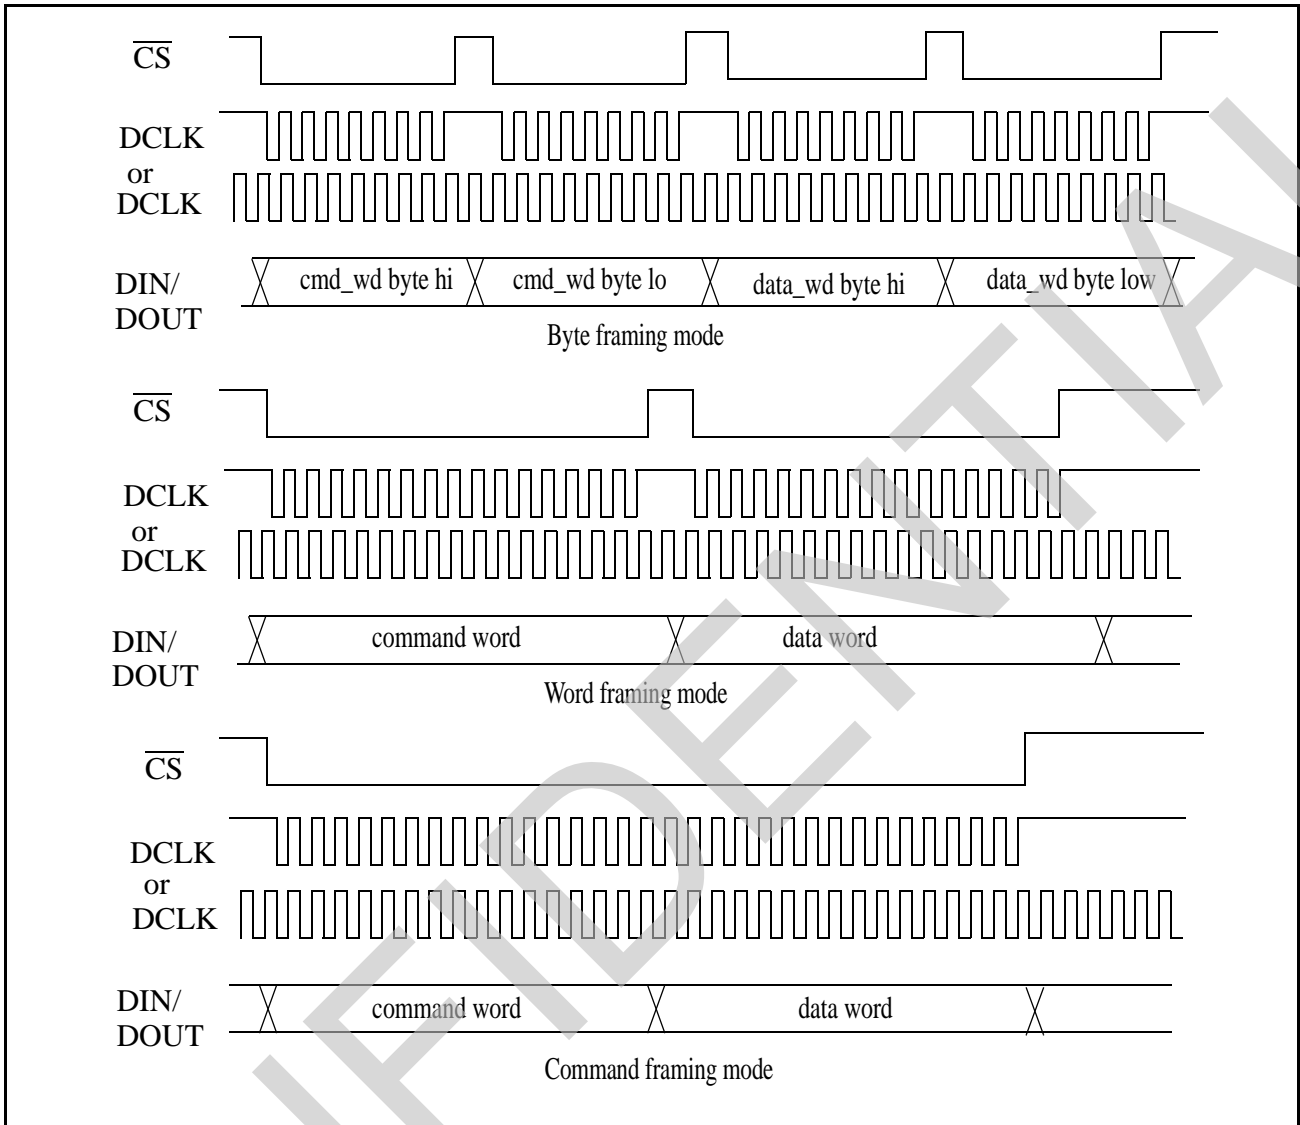 CS
DCLK
or
DCLK
DIN/
DOUT
cmd_wd byte hi
cmd_wd byte lo
data_wd byte hi
data_wd byte low
Byte framing mode
CS
DCLK
or
DCLK
DIN/
DOUT
command word
data word
Word framing mode
CS
DCLK
or
DCLK
DIN/
DOUT
command word
data word
Command framing mode
FIDENTIAL